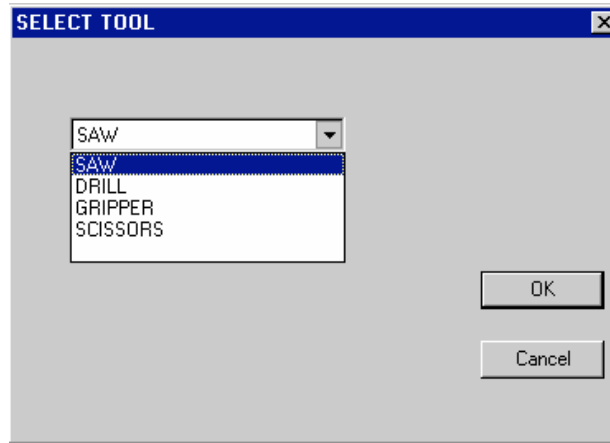 SELECT TOOL
SAW
SAW
DRILL
GRIPPER
SCISSORS
OK
Cancel